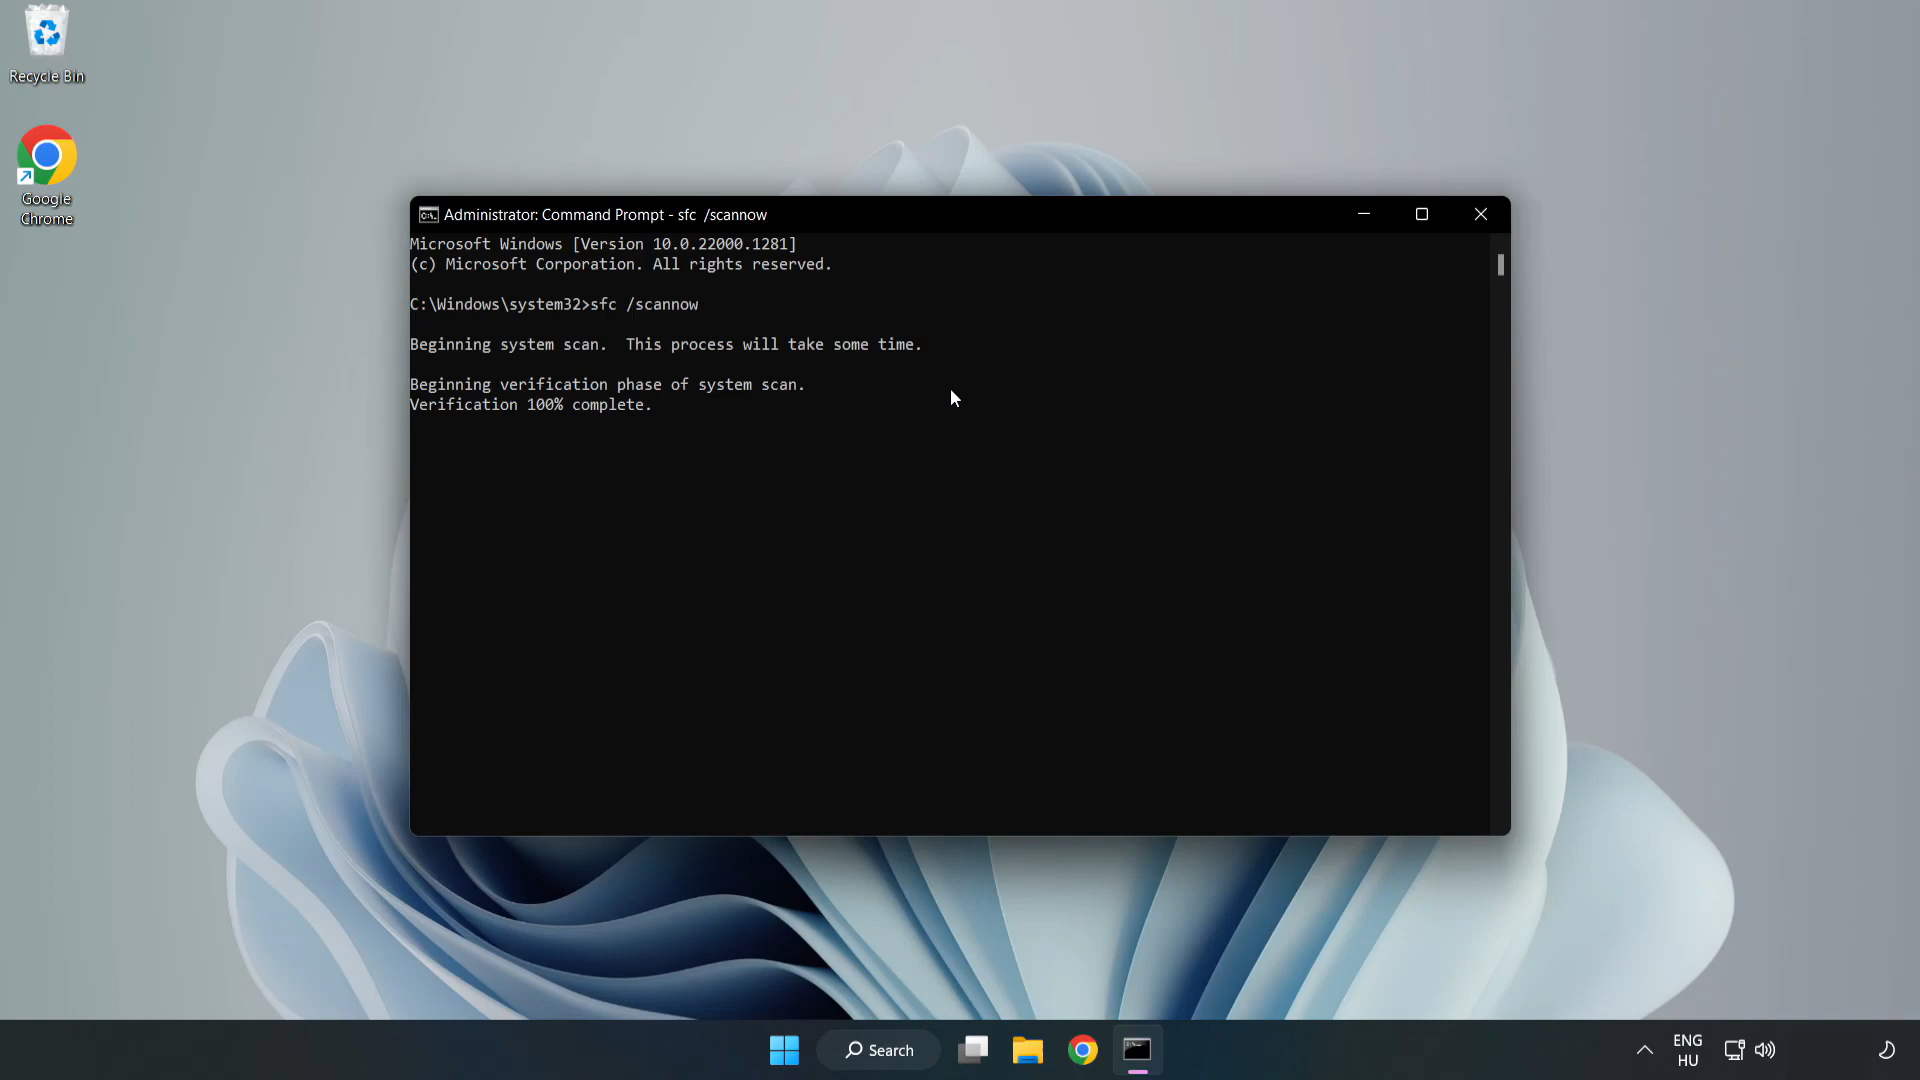 Recycle Bin
Google
Chrome
Administrator: Command Prompt - sfc  /scannow
Microsoft Windows [Version 10.0.22000.1281]
(c) Microsoft Corporation. All rights reserved.
C:\Windows\system32>sfc /scannow
Beginning system scan.  This process will take some time.
Beginning verification phase of system scan.
Verification 100% complete.
Search
ENG
HU